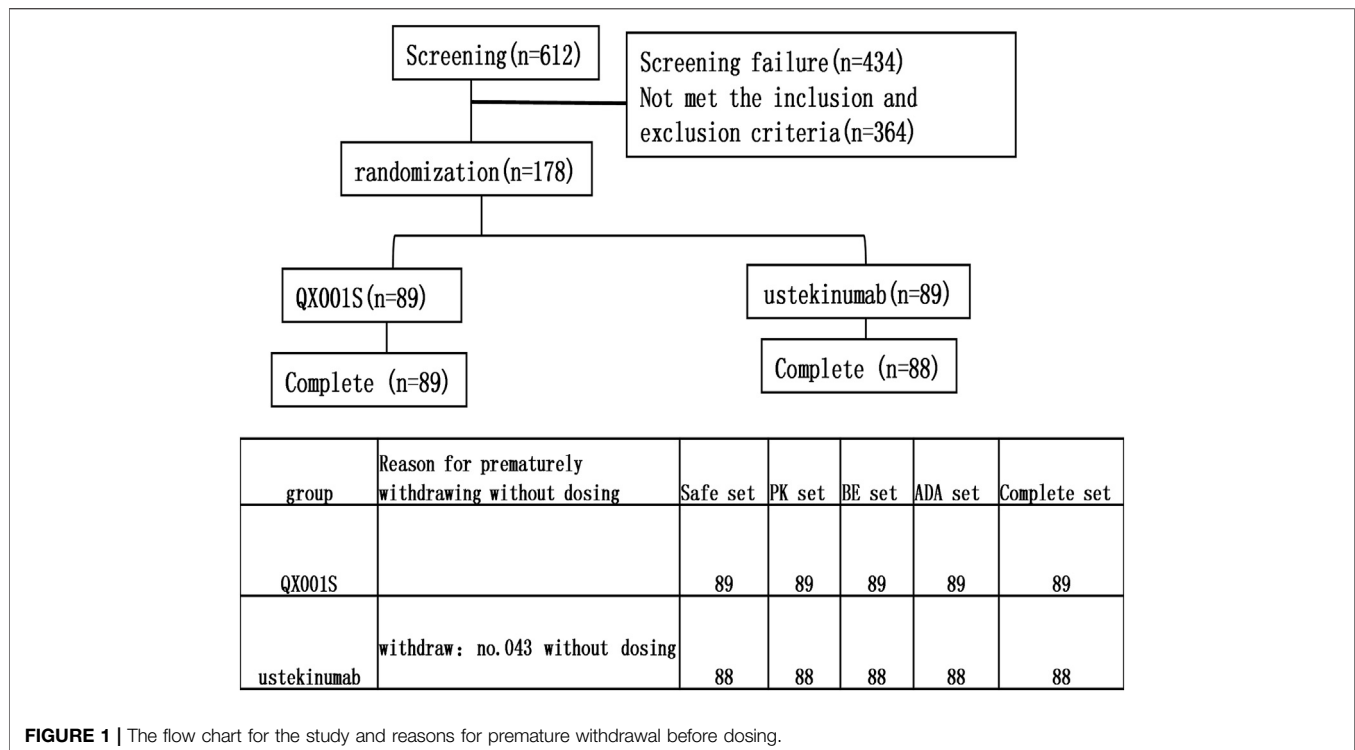 Screening(n=612)
Screening failure(n=434)
Not met the inclusion and
exclusion criteria(n=364)
randomization(n=178)
QX001S(n=89)
ustekinumab(n=89)
Complete (n=89)
Complete (n=88)
group
Reason for prematurely
withdrawing without dosing
Safe set
PK set
BE set
ADA set
Complete set
QX001S
89
89
89
89
89
ustekinumab
withdraw: no.043 without dosing
88
88
88
88
88
FIGURE 1 | The flow chart for the study and reasons for premature withdrawal before dosing.